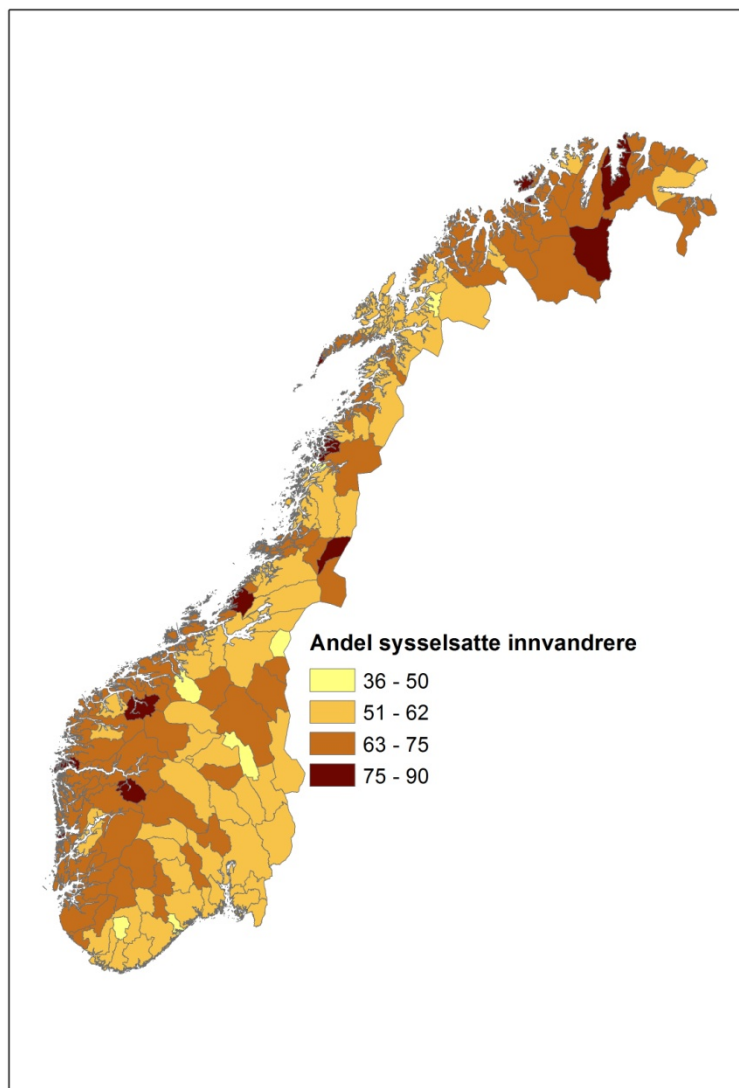 Andel sysselsatte innvandrere
36 - 50
51 - 62
63 - 75
75 - 90